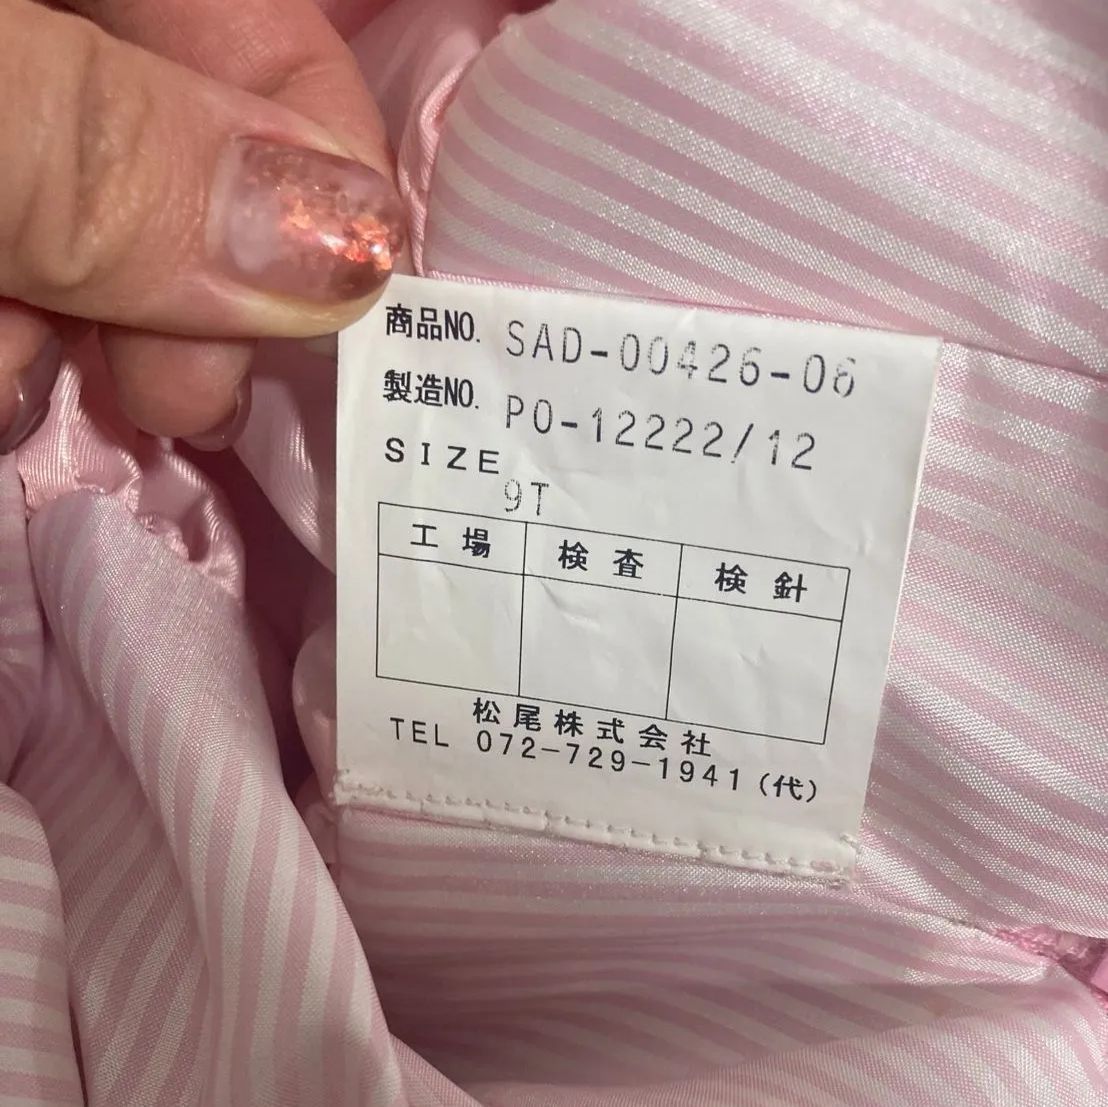 商品NO. SAD-00426-06
製造NO. PO-12222/12
SIZE
9T
工場 検査 検針
松尾株式会社
TEL 072-729-1941(代)